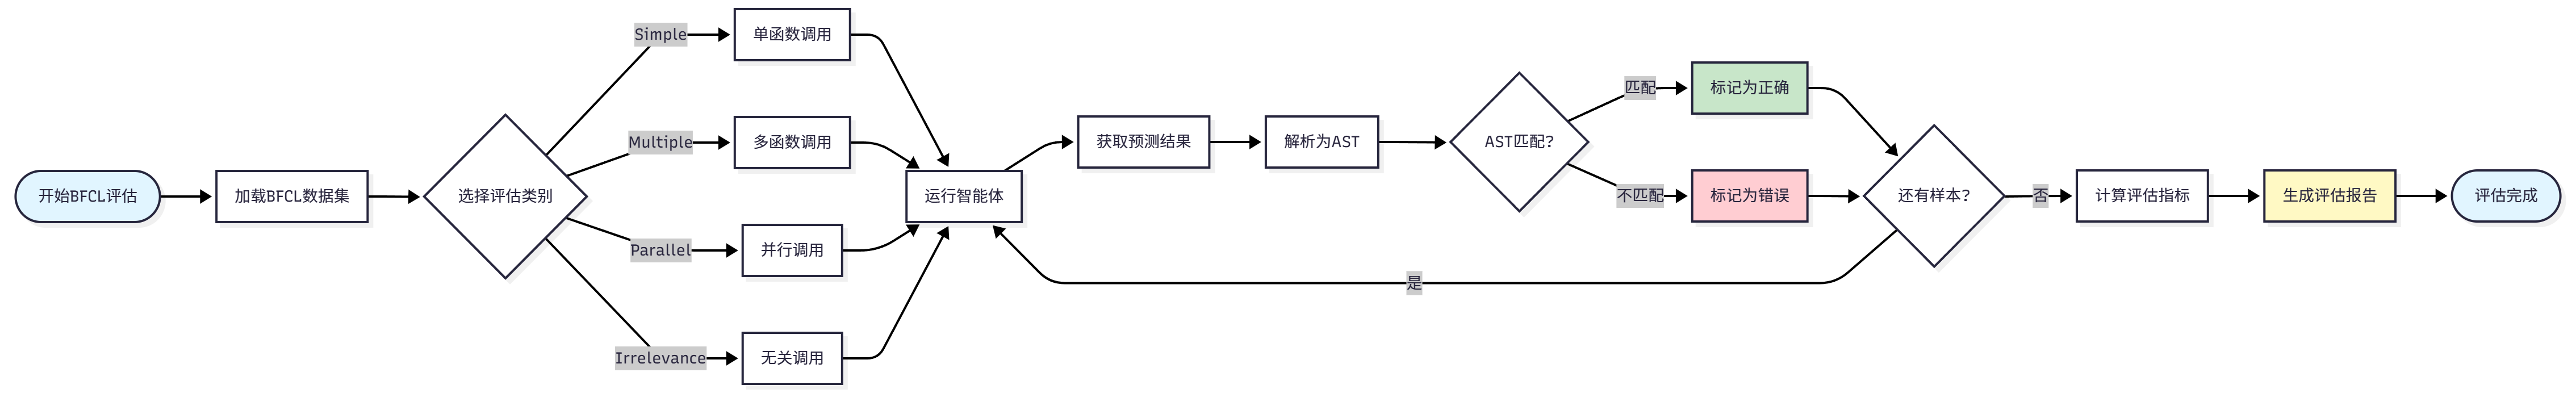 开始BFCL评估
加载BFCL数据集
选择评估类别
Simple
单函数调用
Multiple
多函数调用
Parallel
并行调用
Irrelevance
无关调用
运行智能体
获取预测结果
解析为AST
AST匹配?
匹配
标记为正确
不匹配
标记为错误
还有样本?
是
否
计算评估指标
生成评估报告
评估完成